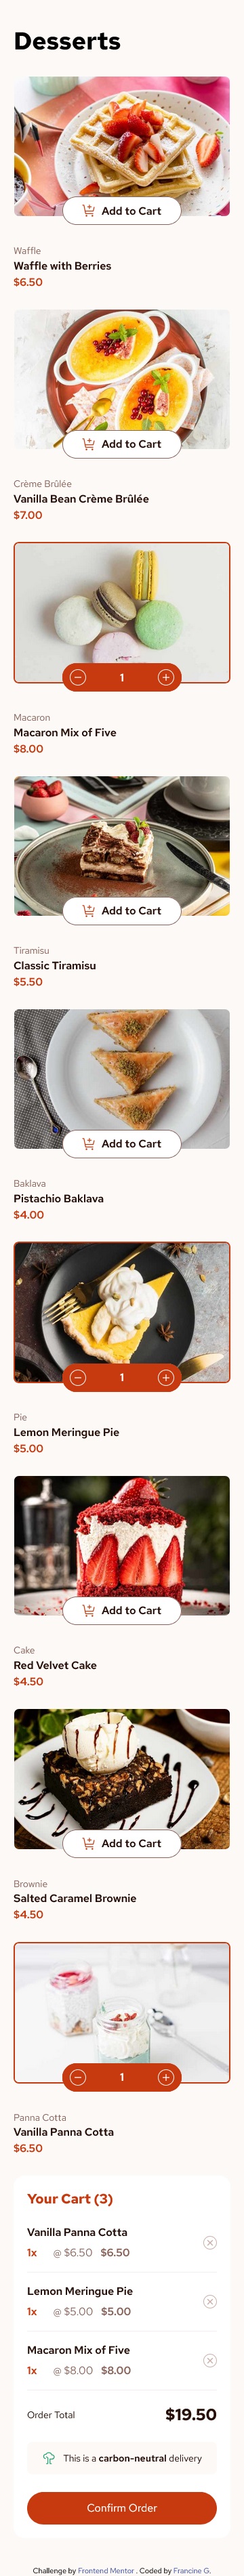 Desserts
Add to Cart
Waffle
Waffle with Berries
$6.50
Add to Cart
Crème Brûlée
Vanilla Bean Crème Brûlée
$7.00
1
Macaron
Macaron Mix of Five
$8.00
Add to Cart
Tiramisu
Classic Tiramisu
$5.50
Add to Cart
Baklava
Pistachio Baklava
$4.00
1
Pie
Lemon Meringue Pie
$5.00
Add to Cart
Cake
Red Velvet Cake
$4.50
Add to Cart
Brownie
Salted Caramel Brownie
$4.50
1
Panna Cotta
Vanilla Panna Cotta
$6.50
Your Cart (3)
Vanilla Panna Cotta
1x @ $6.50 $6.50
Lemon Meringue Pie
1x @ $5.00 $5.00
Macaron Mix of Five
1x @ $8.00 $8.00
Order Total $19.50
This is a carbon-neutral delivery
Confirm Order
Challenge by Frontend Mentor . Coded by Francine G.